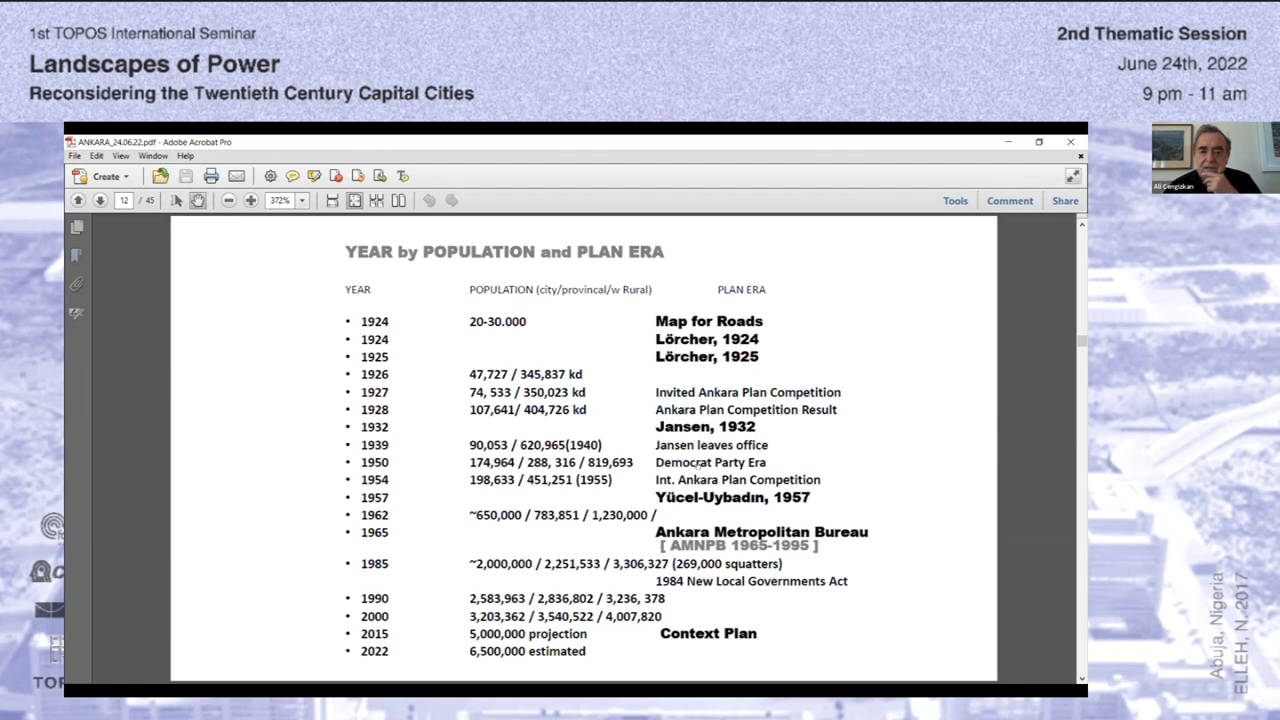 1st TOPOS International Seminar
Landscapes of Power
Reconsidering the Twentieth Century Capital Cities
2nd Thematic Session
June 24th, 2022
9 pm - 11 am
ANKARA_24.06.22.pdf - Adobe Acrobat Pro
File Edit View Window Help
Create
12 / 45 372% Tools Comment Share
Ali Cengizkan
YEAR by POPULATION and PLAN ERA
YEAR POPULATION (city/provincal/w Rural) PLAN ERA
• 1924 20-30.000 Map for Roads
• 1924 Lörcher, 1924
• 1925 Lörcher, 1925
• 1926 47,727 / 345,837 kd
• 1927 74, 533 / 350,023 kd Invited Ankara Plan Competition
• 1928 107,641/ 404,726 kd Ankara Plan Competition Result
• 1932 Jansen, 1932
• 1939 90,053 / 620,965(1940) Jansen leaves office
• 1950 174,964 / 288, 316 / 819,693 Democrat Party Era
• 1954 198,633 / 451,251 (1955) Int. Ankara Plan Competition
• 1957 Yücel-Uybadın, 1957
• 1962 ~650,000 / 783,851 / 1,230,000 /
• 1965 Ankara Metropolitan Bureau
[ AMNPB 1965-1995 ]
• 1985 ~2,000,000 / 2,251,533 / 3,306,327 (269,000 squatters)
1984 New Local Governments Act
• 1990 2,583,963 / 2,836,802 / 3,236, 378
• 2000 3,203,362 / 3,540,522 / 4,007,820
• 2015 5,000,000 projection Context Plan
• 2022 6,500,000 estimated
Abuja, Nigeria
ELLEH, N. 2017